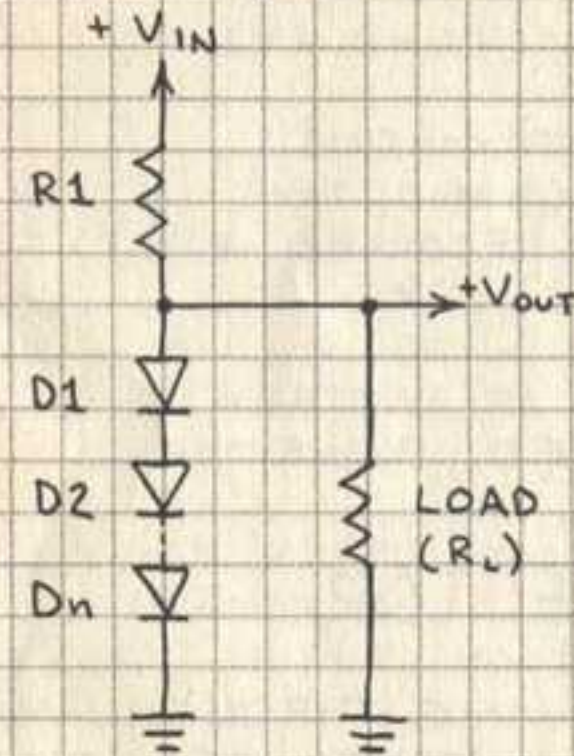 + VIN
R1
+VOUT
D1
D2
LOAD
(RL)
Dn